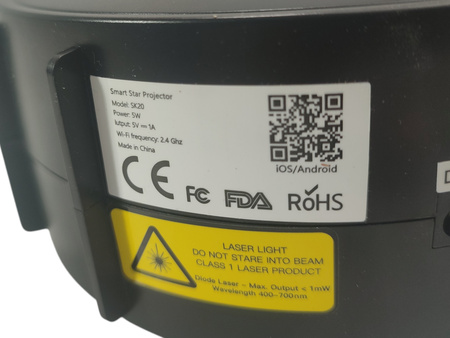 Smart Star Projector
Model: SK20
Power: 5W
Iutput: 5V ⎓ 1A
Wi-Fi frequency: 2.4 Ghz
Made in China
iOS/Android
CE FC FDA RoHS
LASER LIGHT
DO NOT STARE INTO BEAM
CLASS 1 LASER PRODUCT
Diode Laser - Max. Output < 1mW
Wavelength 400-700nm